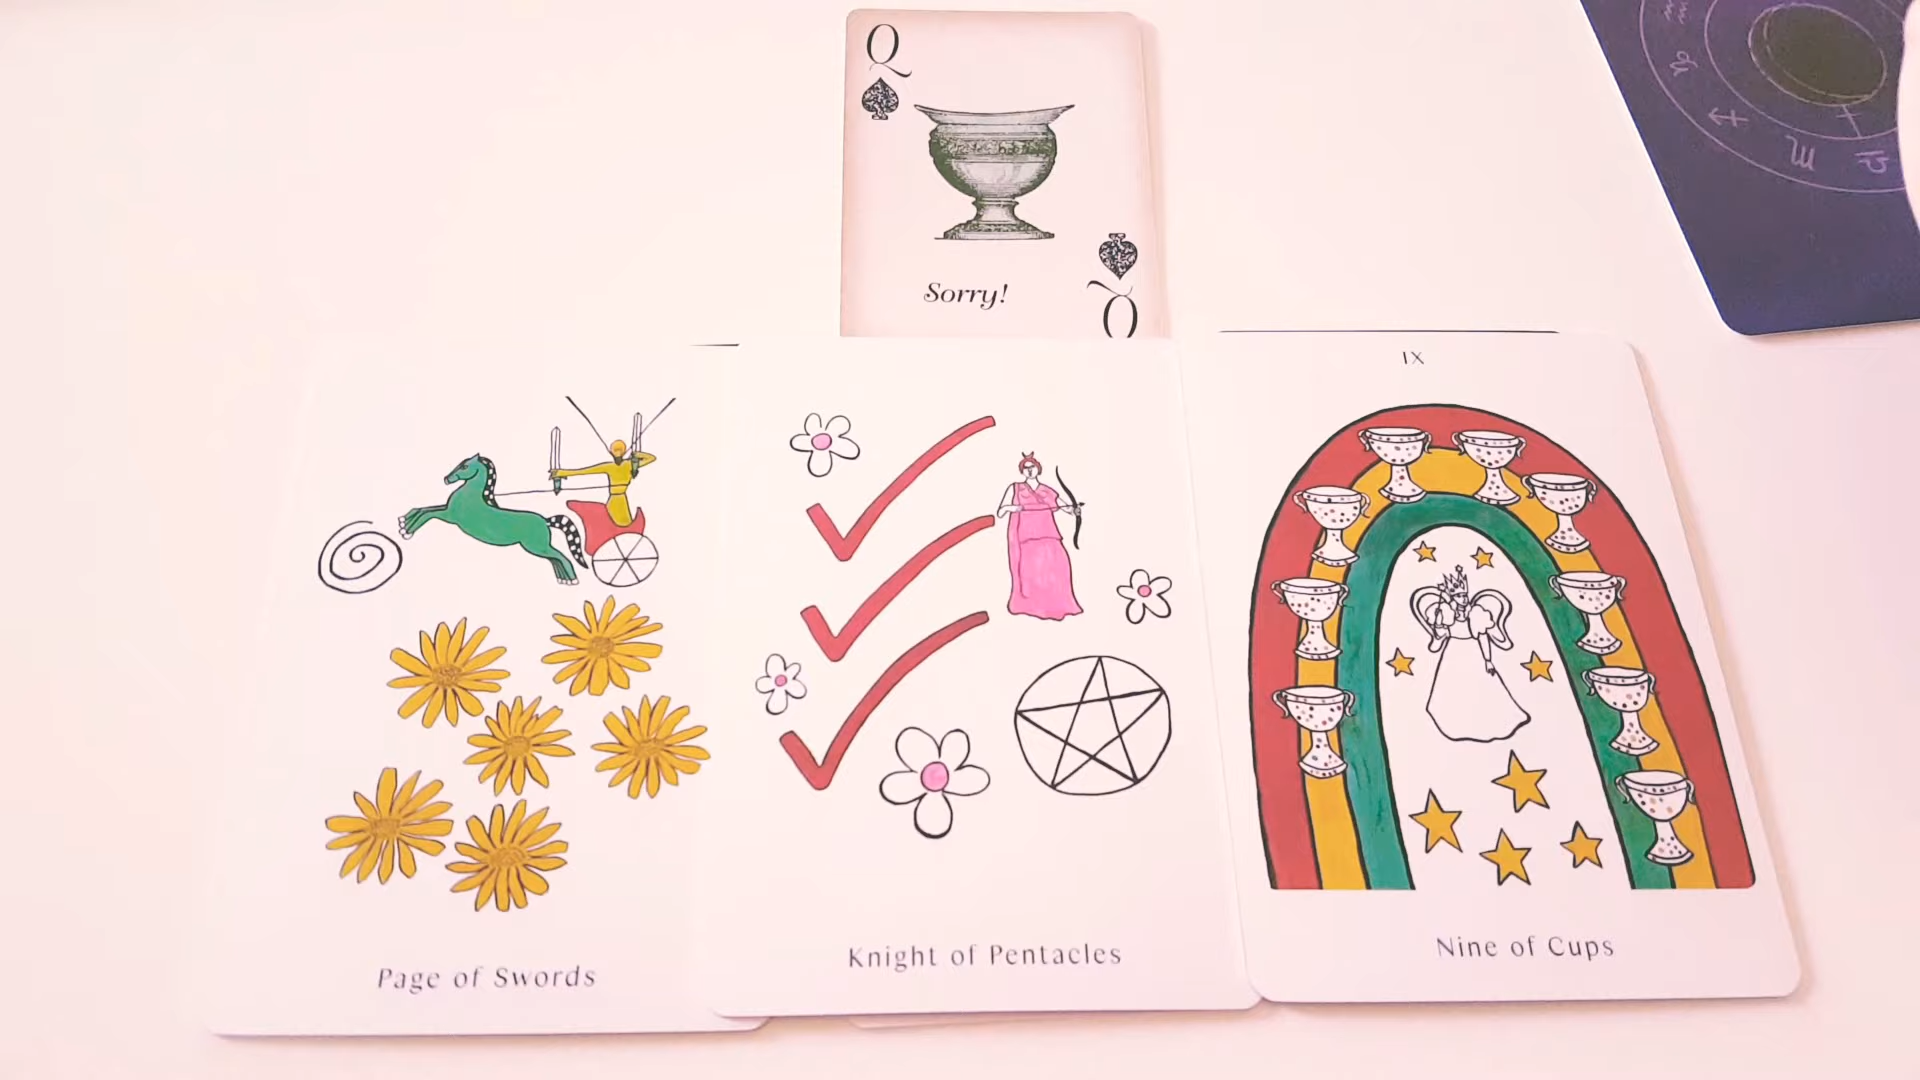 Q
Sorry!
Q
IX
Page of Swords
Knight of Pentacles
Nine of Cups